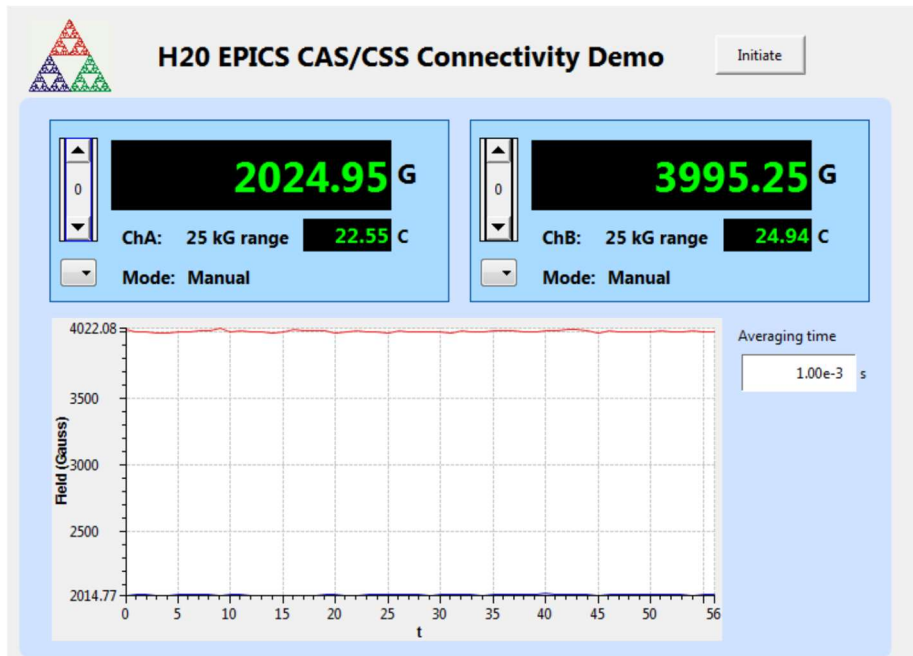 H20 EPICS CAS/CSS Connectivity Demo
Initiate
0
2024.95 G
ChA: 25 kG range 22.55 C
Mode: Manual
0
3995.25 G
ChB: 25 kG range 24.94 C
Mode: Manual
Averaging time
1.00e-3 s
Field (Gauss)
4022.08
3500
3000
2500
2014.77
0 5 10 15 20 25 30 35 40 45 50 56
t